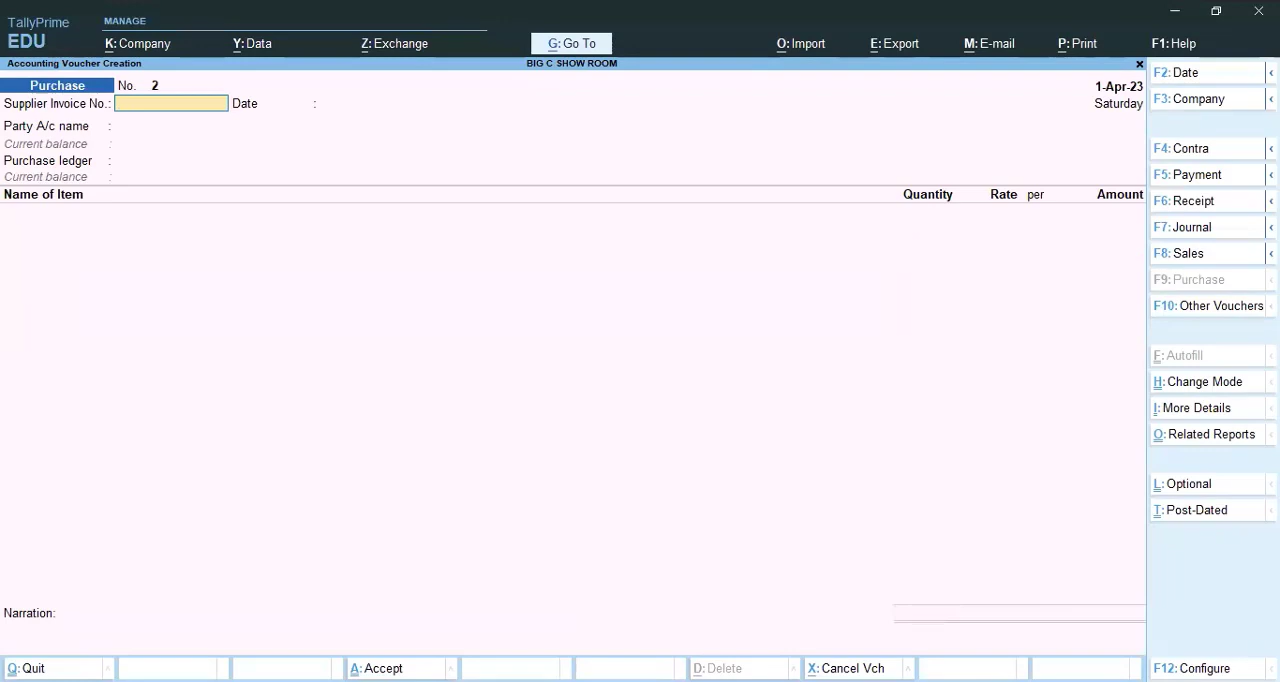 TallyPrime
EDU
MANAGE
K: Company
Y: Data
Z: Exchange
G: Go To
O: Import
E: Export
M: E-mail
P: Print
F1: Help
Accounting Voucher Creation
BIG C SHOW ROOM
×
Purchase No. 2
1-Apr-23
Supplier Invoice No.: Date :
Saturday
Party A/c name :
Current balance :
Purchase ledger :
Current balance :
Name of Item Quantity Rate per Amount
Narration:
F2: Date
F3: Company
F4: Contra
F5: Payment
F6: Receipt
F7: Journal
F8: Sales
F9: Purchase
F10: Other Vouchers
F: Autofill
H: Change Mode
I: More Details
O: Related Reports
L: Optional
T: Post-Dated
Q: Quit
A: Accept
D: Delete
X: Cancel Vch
F12: Configure